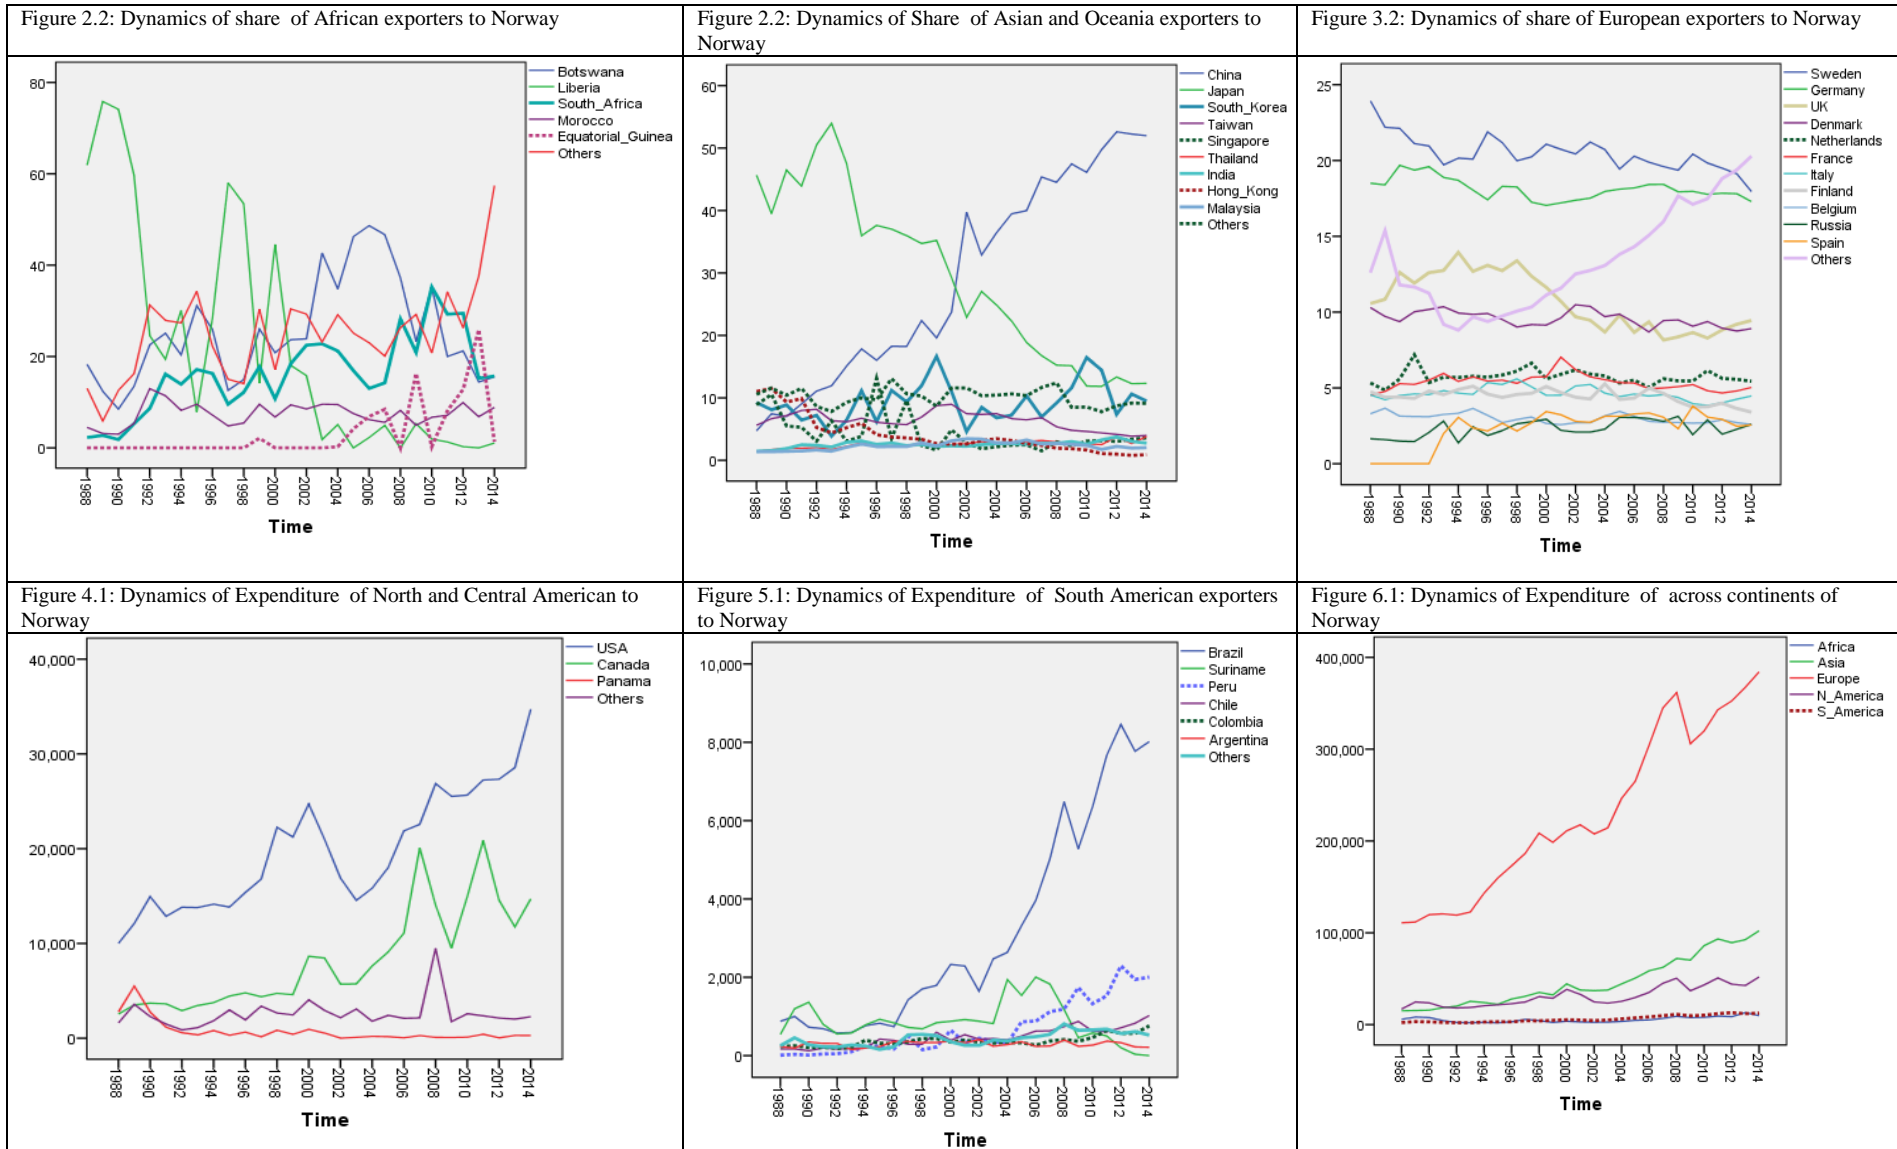 Figure 2.2: Dynamics of share of African exporters to Norway
Figure 2.2: Dynamics of Share of Asian and Oceania exporters to
Norway
Figure 3.2: Dynamics of share of European exporters to Norway
80
60
40
20
0
1988
1990
1992
1994
1996
1998
2000
2002
2004
2006
2008
2010
2012
2014
Time
Botswana
Liberia
South_Africa
Morocco
Equatorial_Guinea
Others
60
50
40
30
20
10
0
1988
1990
1992
1994
1996
1998
2000
2002
2004
2006
2008
2010
2012
2014
Time
China
Japan
South_Korea
Taiwan
Singapore
Thailand
India
Hong_Kong
Malaysia
Others
25
20
15
10
5
0
1988
1990
1992
1994
1996
1998
2000
2002
2004
2006
2008
2010
2012
2014
Time
Sweden
Germany
UK
Denmark
Netherlands
France
Italy
Finland
Belgium
Russia
Spain
Others
Figure 4.1: Dynamics of Expenditure of North and Central American to
Norway
Figure 5.1: Dynamics of Expenditure of South American exporters
to Norway
Figure 6.1: Dynamics of Expenditure of across continents of
Norway
40,000
30,000
20,000
10,000
0
1988
1990
1992
1994
1996
1998
2000
2002
2004
2006
2008
2010
2012
2014
Time
USA
Canada
Panama
Others
10,000
8,000
6,000
4,000
2,000
0
1988
1990
1992
1994
1996
1998
2000
2002
2004
2006
2008
2010
2012
2014
Time
Brazil
Suriname
Peru
Chile
Colombia
Argentina
Others
400,000
300,000
200,000
100,000
0
1988
1990
1992
1994
1996
1998
2000
2002
2004
2006
2008
2010
2012
2014
Time
Africa
Asia
Europe
N_America
S_America